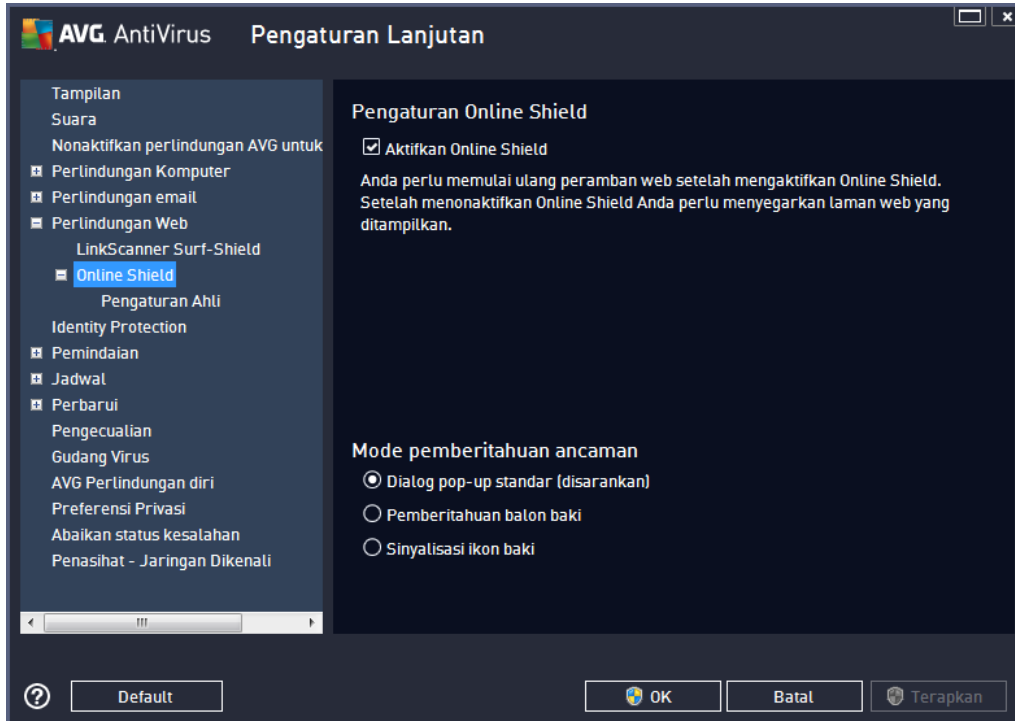 AVG AntiVirus Pengaturan Lanjutan
Tampilan
Suara
Nonaktifkan perlindungan AVG untuk
Perlindungan Komputer
Perlindungan email
Perlindungan Web
LinkScanner Surf-Shield
Online Shield
Pengaturan Ahli
Identity Protection
Pemindaian
Jadwal
Perbarui
Pengecualian
Gudang Virus
AVG Perlindungan diri
Preferensi Privasi
Abaikan status kesalahan
Penasihat - Jaringan Dikenali
Pengaturan Online Shield
Aktifkan Online Shield
Anda perlu memulai ulang peramban web setelah mengaktifkan Online Shield.
Setelah menonaktifkan Online Shield Anda perlu menyegarkan laman web yang
ditampilkan.
Mode pemberitahuan ancaman
Dialog pop-up standar (disarankan)
Pemberitahuan balon baki
Sinyalisasi ikon baki
? Default OK Batal Terapkan